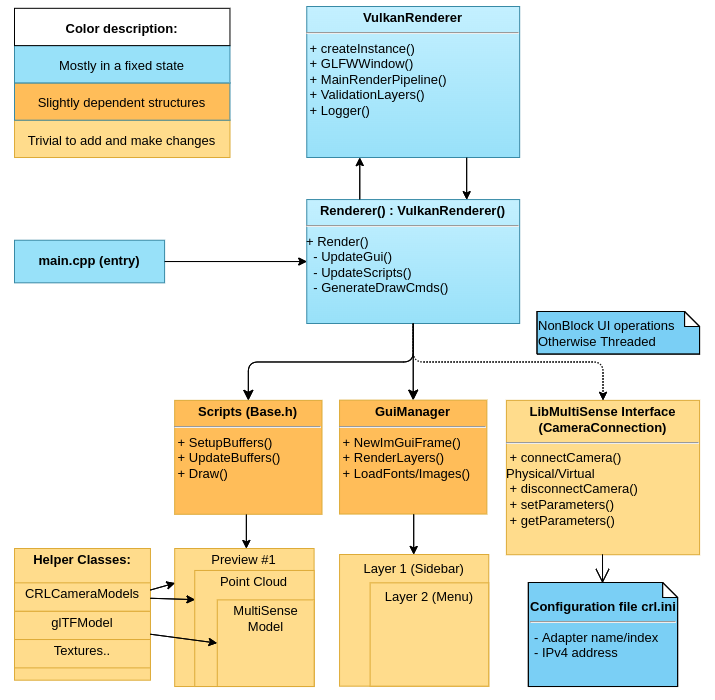 Color description:
Mostly in a fixed state
Slightly dependent structures
Trivial to add and make changes
VulkanRenderer
+ createInstance()
+ GLFWWindow()
+ MainRenderPipeline()
+ ValidationLayers()
+ Logger()
Renderer() : VulkanRenderer()
+ Render()
- UpdateGui()
- UpdateScripts()
- GenerateDrawCmds()
main.cpp (entry)
NonBlock UI operations
Otherwise Threaded
Scripts (Base.h)
+ SetupBuffers()
+ UpdateBuffers()
+ Draw()
GuiManager
+ NewImGuiFrame()
+ RenderLayers()
+ LoadFonts/Images()
LibMultiSense Interface
(CameraConnection)
+ connectCamera()
Physical/Virtual
+ disconnectCamera()
+ setParameters()
+ getParameters()
Helper Classes:
CRLCameraModels
glTFModel
Textures..
Preview #1
Point Cloud
MultiSense
Model
Layer 1 (Sidebar)
Layer 2 (Menu)
Configuration file crl.ini
- Adapter name/index
- IPv4 address